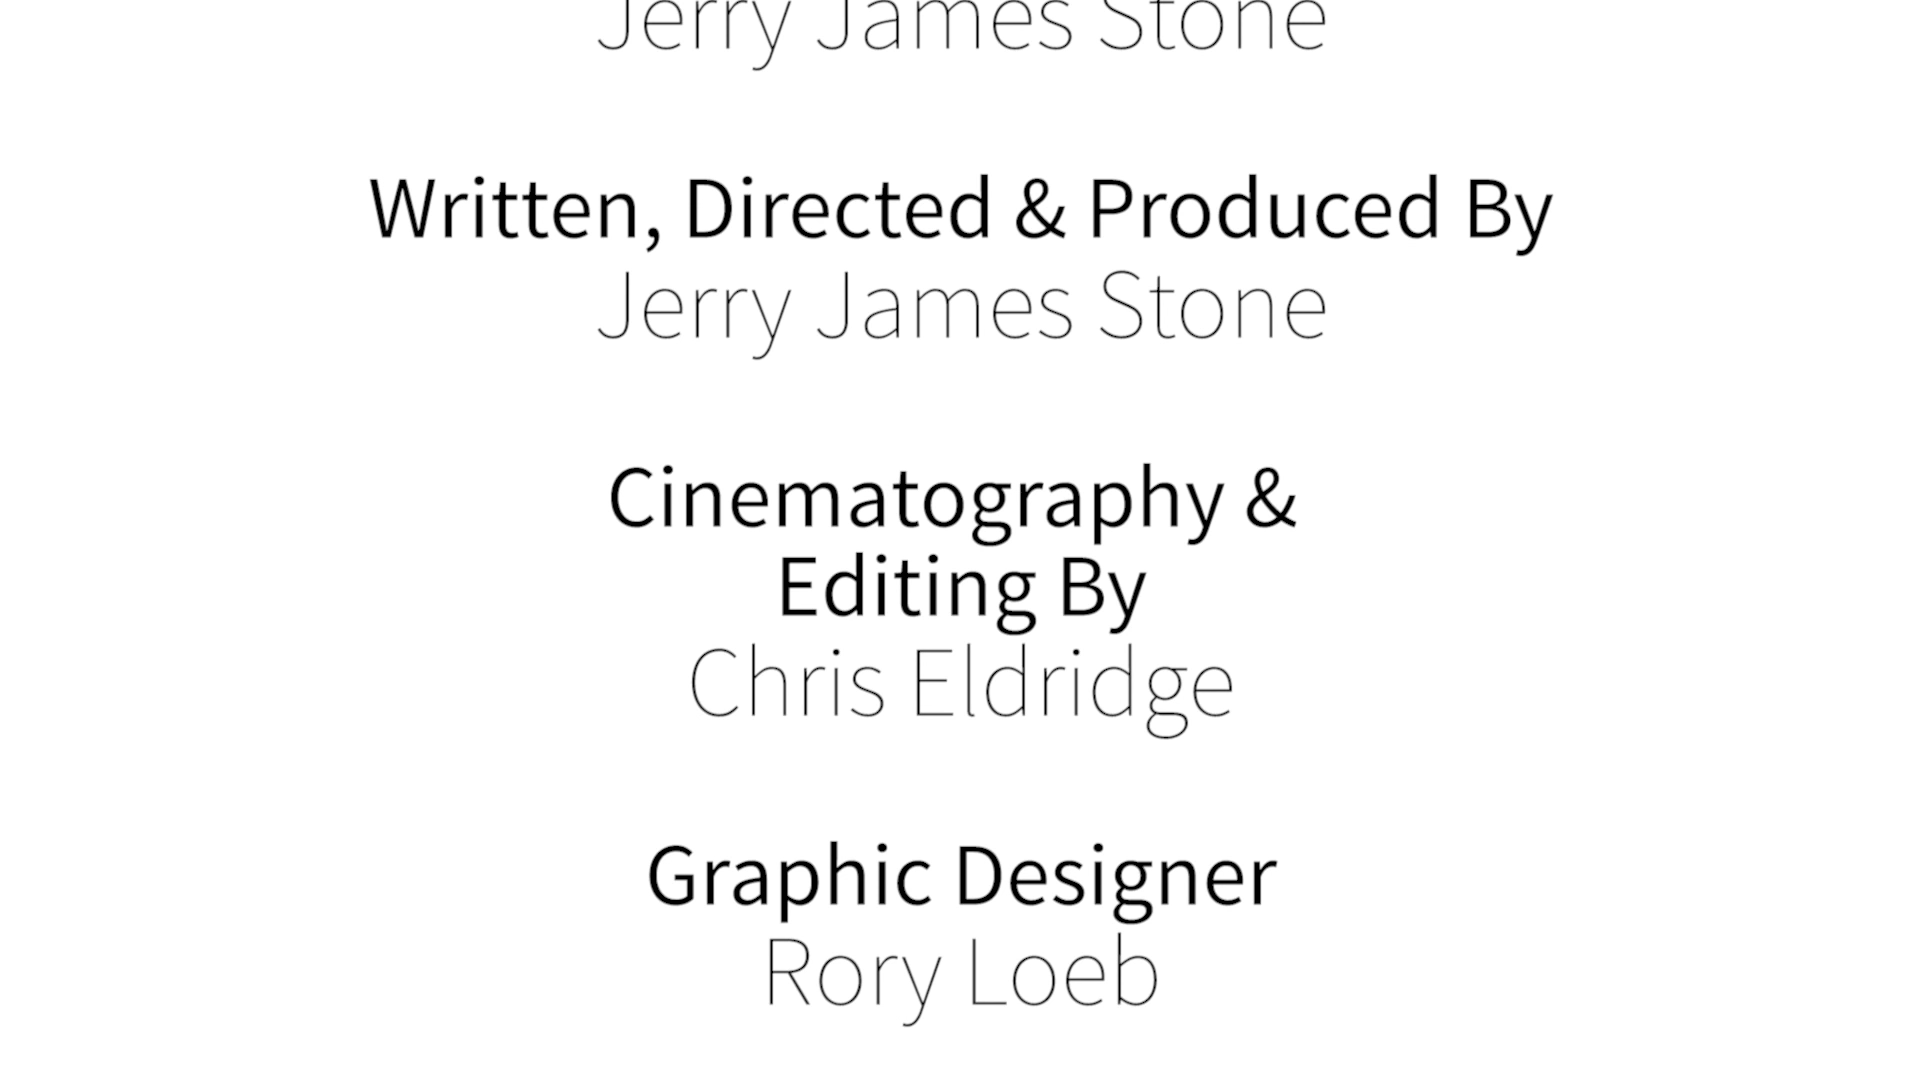 Jerry James Stone
Written, Directed & Produced By
Jerry James Stone
Cinematography &
Editing By
Chris Eldridge
Graphic Designer
Rory Loeb